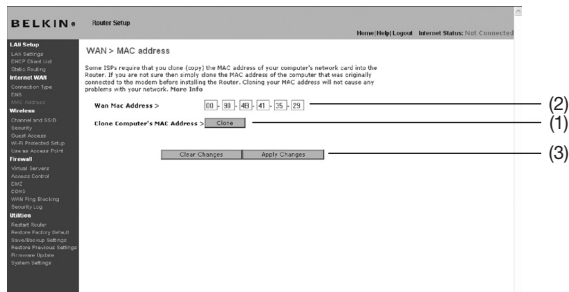 BELKIN Router Setup
Home|Help|Logout Internet Status: Not Connected
LAN Setup
LAN Settings
DHCP Client List
Static Routing
Internet WAN
Connection Type
DNS
MAC Address
Wireless
Channel and SSID
Security
Guest Access
Wi-Fi Protected Setup
Use as Access Point
Firewall
Virtual Servers
Access Control
DMZ
DDNS
WAN Ping Blocking
Security Log
Utilities
Restart Router
Restore Factory Default
Save/Backup Settings
Restore Previous Settings
Firmware Update
System Settings
WAN > MAC address
Some ISPs require that you clone (copy) the MAC address of your computer's network card into the
Router. If you are not sure then simply clone the MAC address of the computer that was originally
connected to the modem before installing the Router. Cloning your MAC address will not cause any
problems with your network. More Info
Wan Mac Address > - - 4B - 41 - 35 - 29 (2)
Clone Computer's MAC Address > Clone (1)
Clear Changes Apply Changes (3)